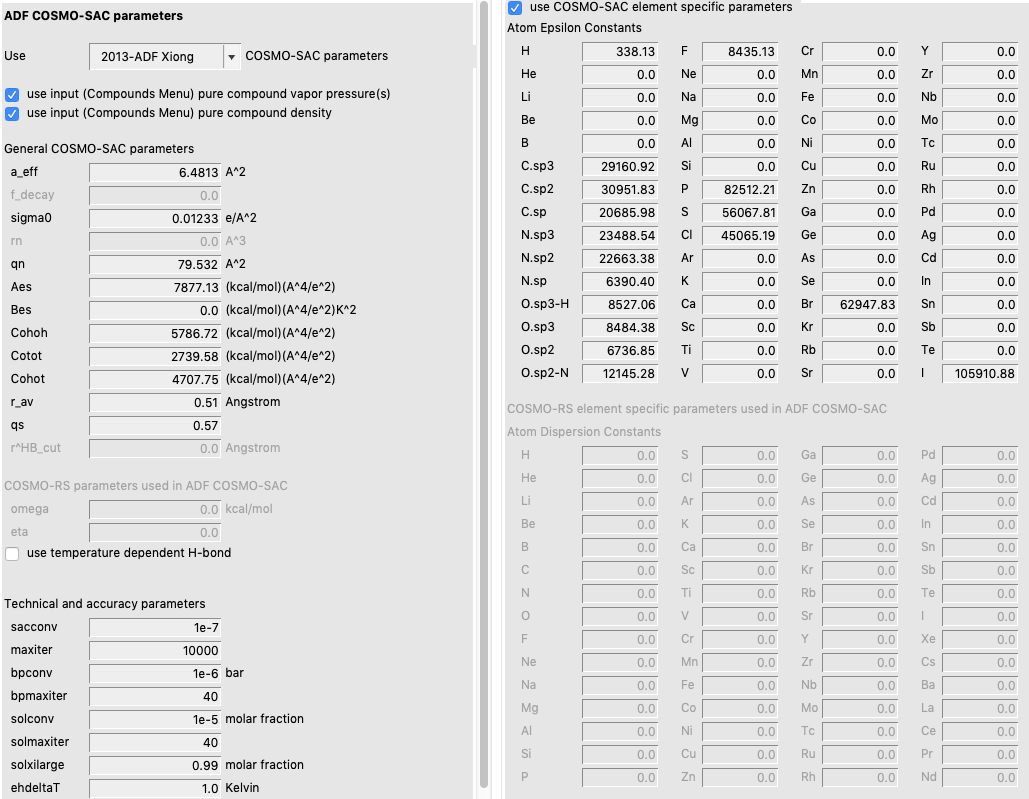 ADF COSMO-SAC parameters
Use 2013-ADF Xiong COSMO-SAC parameters
use input (Compounds Menu) pure compound vapor pressure(s)
use input (Compounds Menu) pure compound density
General COSMO-SAC parameters
a_eff 6.4813 A^2
f_decay 0.0
sigma0 0.01233 e/A^2
rn 0.0 A^3
qn 79.532 A^2
Aes 7877.13 (kcal/mol)(A^4/e^2)
Bes 0.0 (kcal/mol)(A^4/e^2)K^2
Cohoh 5786.72 (kcal/mol)(A^4/e^2)
Cotot 2739.58 (kcal/mol)(A^4/e^2)
Cohot 4707.75 (kcal/mol)(A^4/e^2)
r_av 0.51 Angstrom
qs 0.57
r^HB_cut 0.0 Angstrom
COSMO-RS parameters used in ADF COSMO-SAC
omega 0.0 kcal/mol
eta 0.0
use temperature dependent H-bond
Technical and accuracy parameters
sacconv 1e-7
maxiter 10000
bpconv 1e-6 bar
bpmaxiter 40
solconv 1e-5 molar fraction
solmaxiter 40
solxilarge 0.99 molar fraction
ehdeltaT 1.0 Kelvin
use COSMO-SAC element specific parameters
Atom Epsilon Constants
H 338.13 F 8435.13 Cr 0.0 Y 0.0
He 0.0 Ne 0.0 Mn 0.0 Zr 0.0
Li 0.0 Na 0.0 Fe 0.0 Nb 0.0
Be 0.0 Mg 0.0 Co 0.0 Mo 0.0
B 0.0 Al 0.0 Ni 0.0 Tc 0.0
C.sp3 29160.92 Si 0.0 Cu 0.0 Ru 0.0
C.sp2 30951.83 P 82512.21 Zn 0.0 Rh 0.0
C.sp 20685.98 S 56067.81 Ga 0.0 Pd 0.0
N.sp3 23488.54 Cl 45065.19 Ge 0.0 Ag 0.0
N.sp2 22663.38 Ar 0.0 As 0.0 Cd 0.0
N.sp 6390.40 K 0.0 Se 0.0 In 0.0
O.sp3-H 8527.06 Ca 0.0 Br 62947.83 Sn 0.0
O.sp3 8484.38 Sc 0.0 Kr 0.0 Sb 0.0
O.sp2 6736.85 Ti 0.0 Rb 0.0 Te 0.0
O.sp2-N 12145.28 V 0.0 Sr 0.0 I 105910.88
COSMO-RS element specific parameters used in ADF COSMO-SAC
Atom Dispersion Constants
H 0.0 S 0.0 Ga 0.0 Pd 0.0
He 0.0 Cl 0.0 Ge 0.0 Ag 0.0
Li 0.0 Ar 0.0 As 0.0 Cd 0.0
Be 0.0 K 0.0 Se 0.0 In 0.0
B 0.0 Ca 0.0 Br 0.0 Sn 0.0
C 0.0 Sc 0.0 Kr 0.0 Sb 0.0
N 0.0 Ti 0.0 Rb 0.0 Te 0.0
O 0.0 V 0.0 Sr 0.0 I 0.0
F 0.0 Cr 0.0 Y 0.0 Xe 0.0
Ne 0.0 Mn 0.0 Zr 0.0 Cs 0.0
Na 0.0 Fe 0.0 Nb 0.0 Ba 0.0
Mg 0.0 Co 0.0 Mo 0.0 La 0.0
Al 0.0 Ni 0.0 Tc 0.0 Ce 0.0
Si 0.0 Cu 0.0 Ru 0.0 Pr 0.0
P 0.0 Zn 0.0 Rh 0.0 Nd 0.0